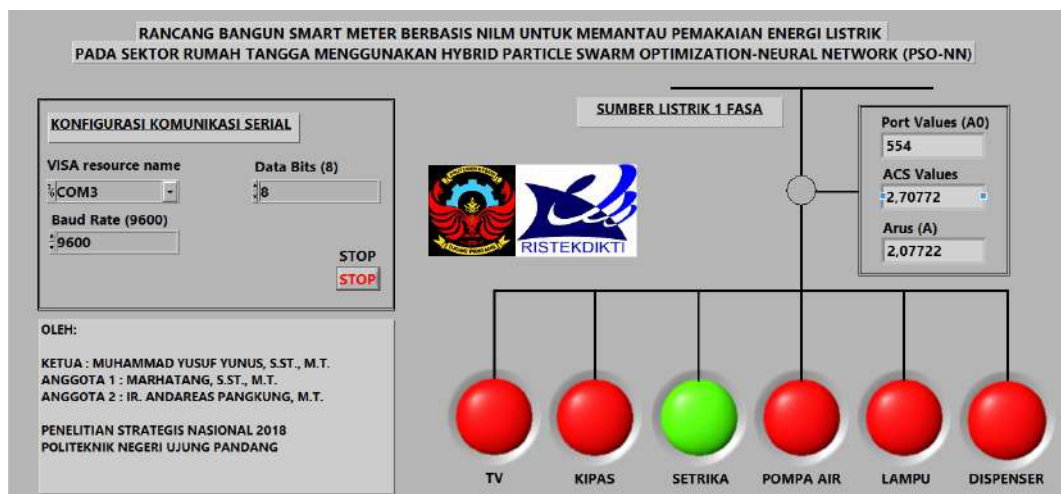 RANCANG BANGUN SMART METER BERBASIS NILM UNTUK MEMANTAU PEMAKAIAN ENERGI LISTRIK
PADA SEKTOR RUMAH TANGGA MENGGUNAKAN HYBRID PARTICLE SWARM OPTIMIZATION-NEURAL NETWORK (PSO-NN)
KONFIGURASI KOMUNIKASI SERIAL
VISA resource name
COM3
Data Bits (8)
8
Baud Rate (9600)
9600
STOP
STOP
SUMBER LISTRIK 1 FASA
Port Values (A0)
554
ACS Values
2,70772
Arus (A)
2,07722
RISTEKDIKTI
OLEH:
KETUA : MUHAMMAD YUSUF YUNUS, S.ST., M.T.
ANGGOTA 1 : MARHATANG, S.ST., M.T.
ANGGOTA 2 : IR. ANDAREAS PANGKUNG, M.T.
PENELITIAN STRATEGIS NASIONAL 2018
POLITEKNIK NEGERI UJUNG PANDANG
TV
KIPAS
SETRIKA
POMPA AIR
LAMPU
DISPENSER